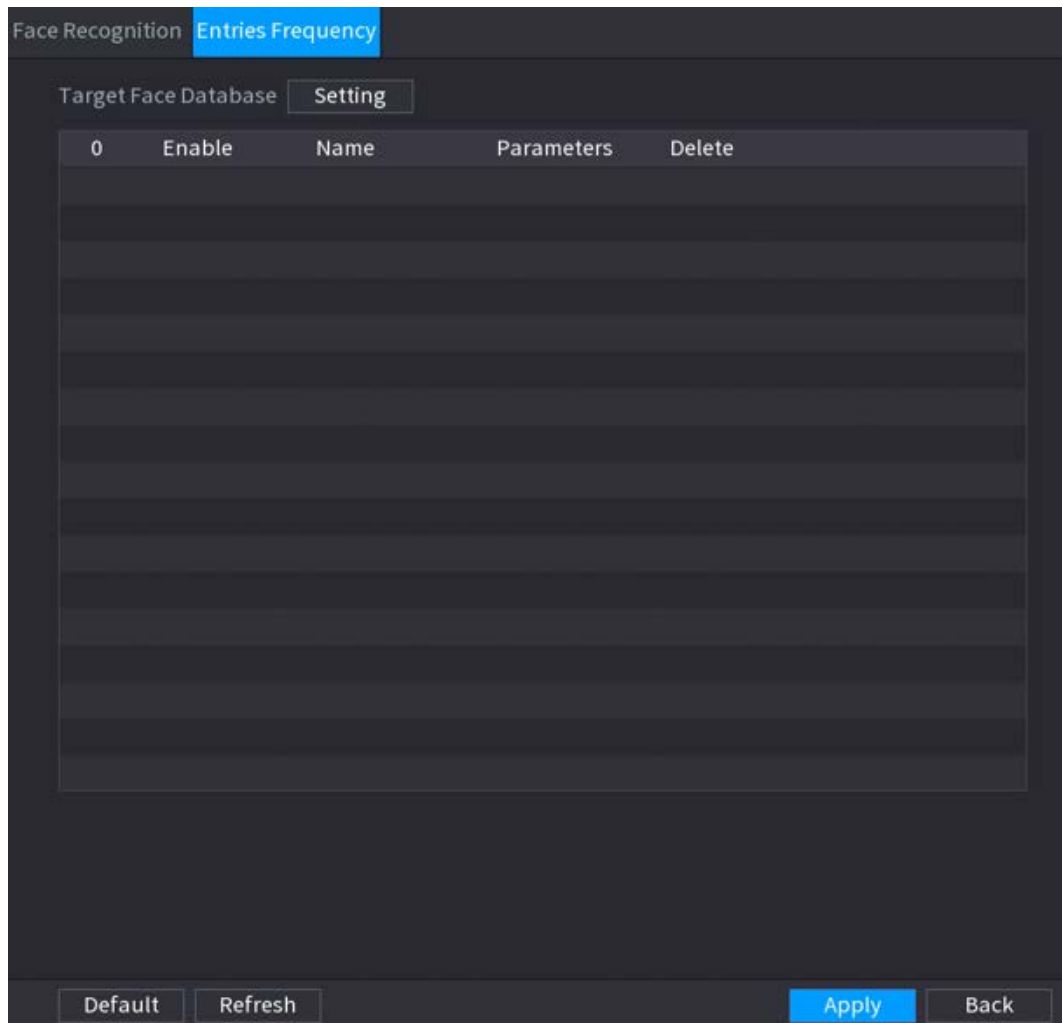 Face Recognition Entries Frequency
Target Face Database Setting
0 Enable Name Parameters Delete
Default Refresh Apply Back